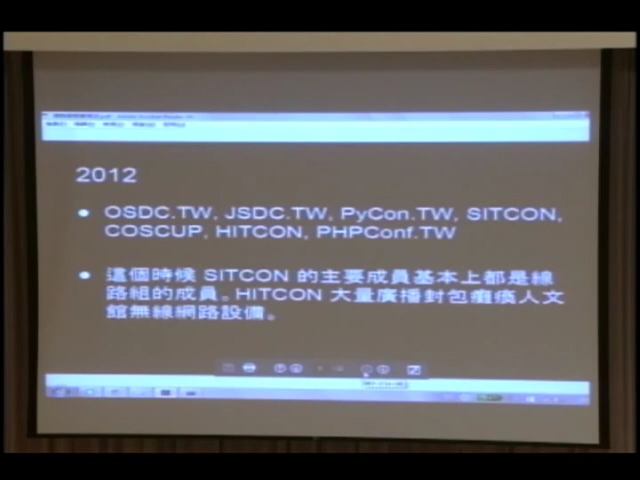 2012
OSDC.TW, JSDC.TW, PyCon.TW, SITCON,
COSCUP, HITCON, PHPConf.TW
這個時候 SITCON 的主要成員基本上都是線
路組的成員。HITCON 大量廣播封包癱瘓人文
館無線網路設備。